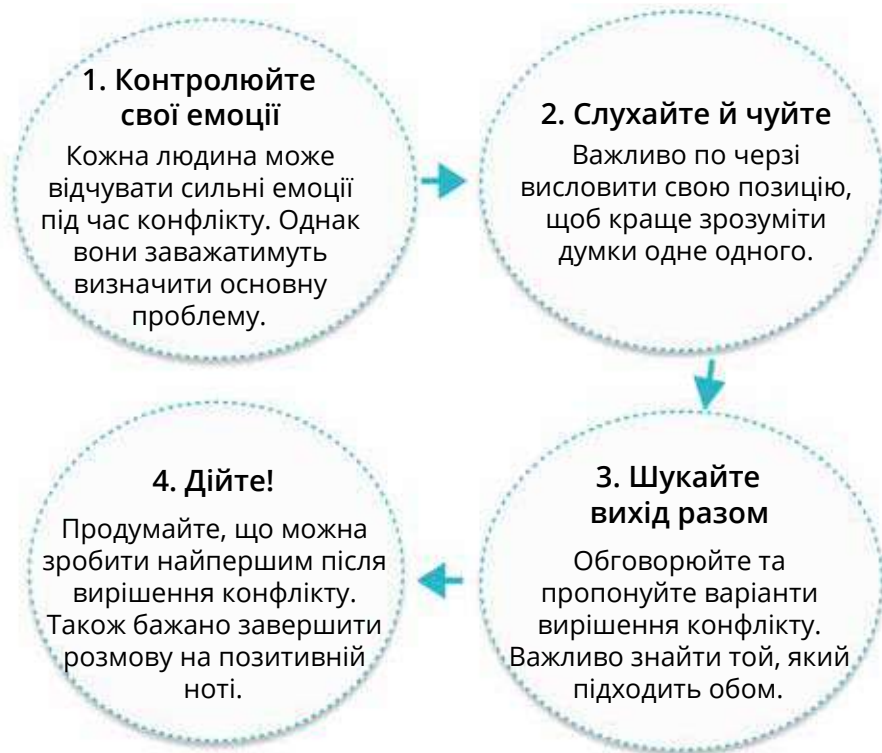 1. Контролюйте
свої емоції
Кожна людина може
відчувати сильні емоції
під час конфлікту. Однак
вони заважатимуть
визначити основну
проблему.
2. Слухайте й чуйте
Важливо по черзі
висловити свою позицію,
щоб краще зрозуміти
думки одне одного.
3. Шукайте
вихід разом
Обговорюйте та
пропонуйте варіанти
вирішення конфлікту.
Важливо знайти той, який
підходить обом.
4. Дійте!
Продумайте, що можна
зробити найпершим після
вирішення конфлікту.
Також бажано завершити
розмову на позитивній
ноті.